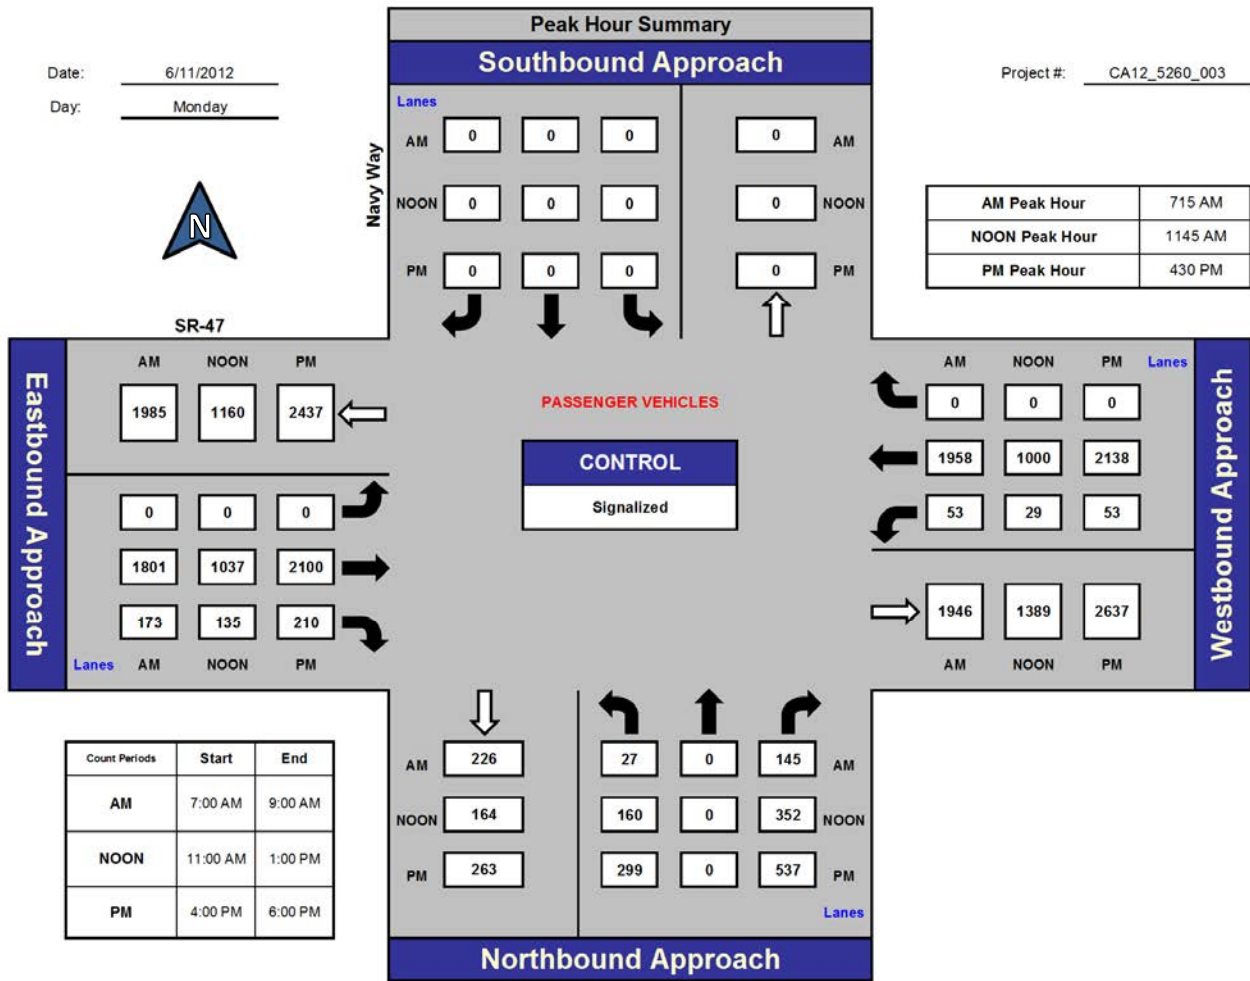 Peak Hour Summary
Southbound Approach
Date: 6/11/2012
Day: Monday
Project #: CA12_5260_003
N
Navy Way
Lanes
AM 0 0 0 0 AM
NOON 0 0 0 0 NOON
PM 0 0 0 0 PM
AM Peak Hour 715 AM
NOON Peak Hour 1145 AM
PM Peak Hour 430 PM
SR-47
Eastbound Approach
AM NOON PM
1985 1160 2437
0 0 0
1801 1037 2100
173 135 210
Lanes AM NOON PM
PASSENGER VEHICLES
CONTROL
Signalized
AM NOON PM Lanes
0 0 0
1958 1000 2138
53 29 53
1946 1389 2637
AM NOON PM
Westbound Approach
Count Periods Start End
AM 7:00 AM 9:00 AM
NOON 11:00 AM 1:00 PM
PM 4:00 PM 6:00 PM
AM 226 27 0 145 AM
NOON 164 160 0 352 NOON
PM 263 299 0 537 PM
Lanes
Northbound Approach